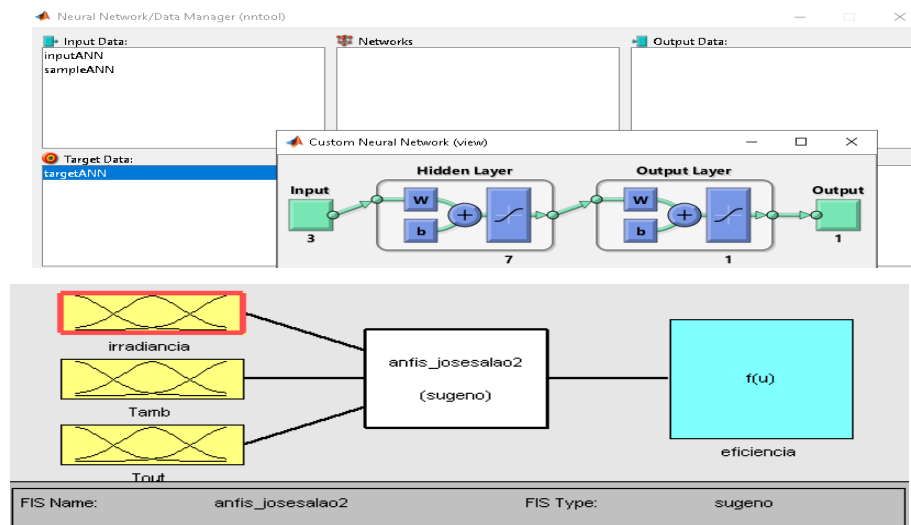 Neural Network/Data Manager (nntool)
Input Data:
inputANN
sampleANN
Networks
Output Data:
Target Data:
targetANN
Custom Neural Network (view)
Hidden Layer
Output Layer
Input
Output
W
b
W
b
3
7
1
1
irradiancia
Tamb
Tout
anfis_josesalao2
(sugeno)
f(u)
eficiencia
FIS Name: anfis_josesalao2 FIS Type: sugeno